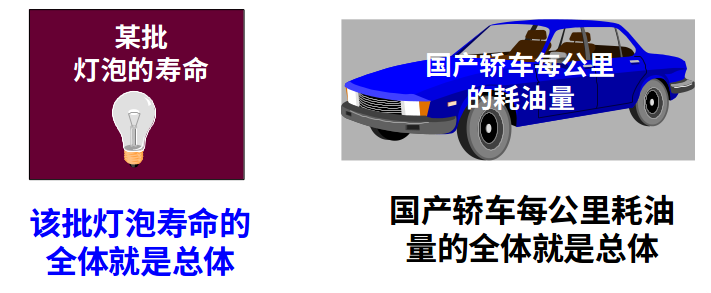 某批
灯泡的寿命
国产轿车每公里
的耗油量
该批灯泡寿命的
全体就是总体
国产轿车每公里耗油
量的全体就是总体